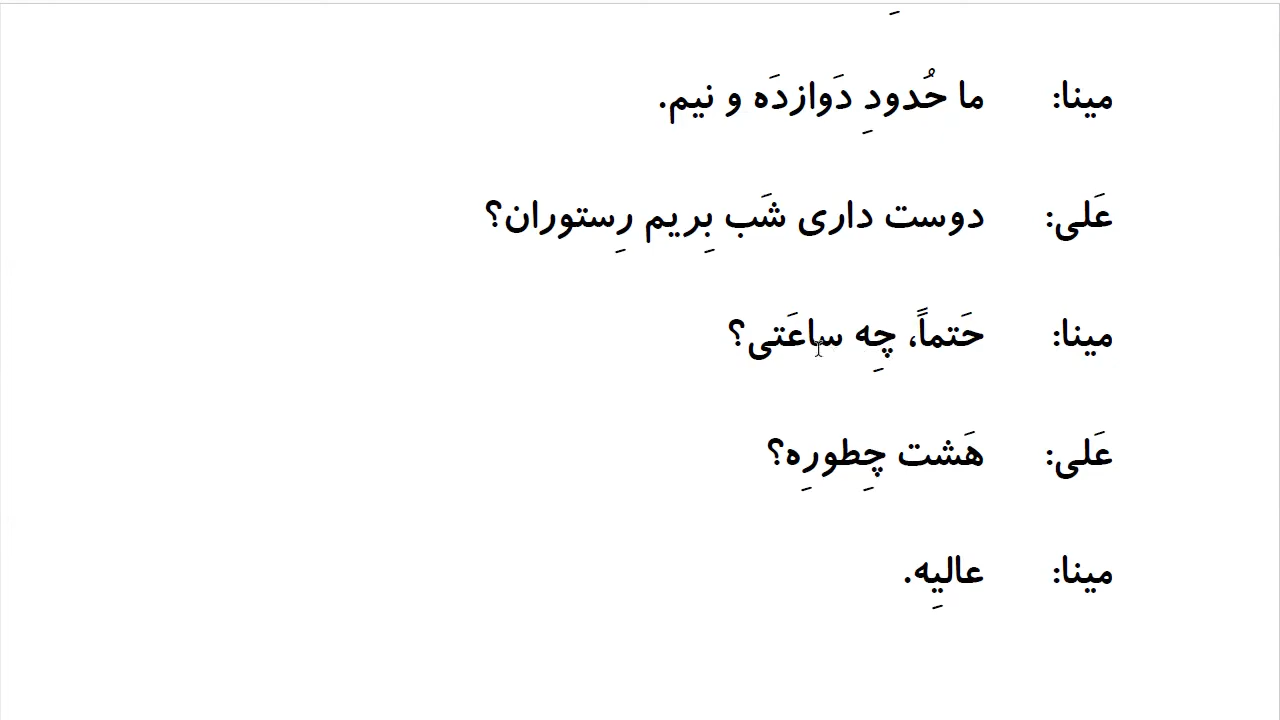 مینا: ما حُدودِ دَوازدَه و نیم.
عَلی: دوست داری شَب بِریم رِستوران؟
مینا: حَتماً، چِه ساعَتی؟
عَلی: هَشت چِطورِه؟
مینا: عالیِه.